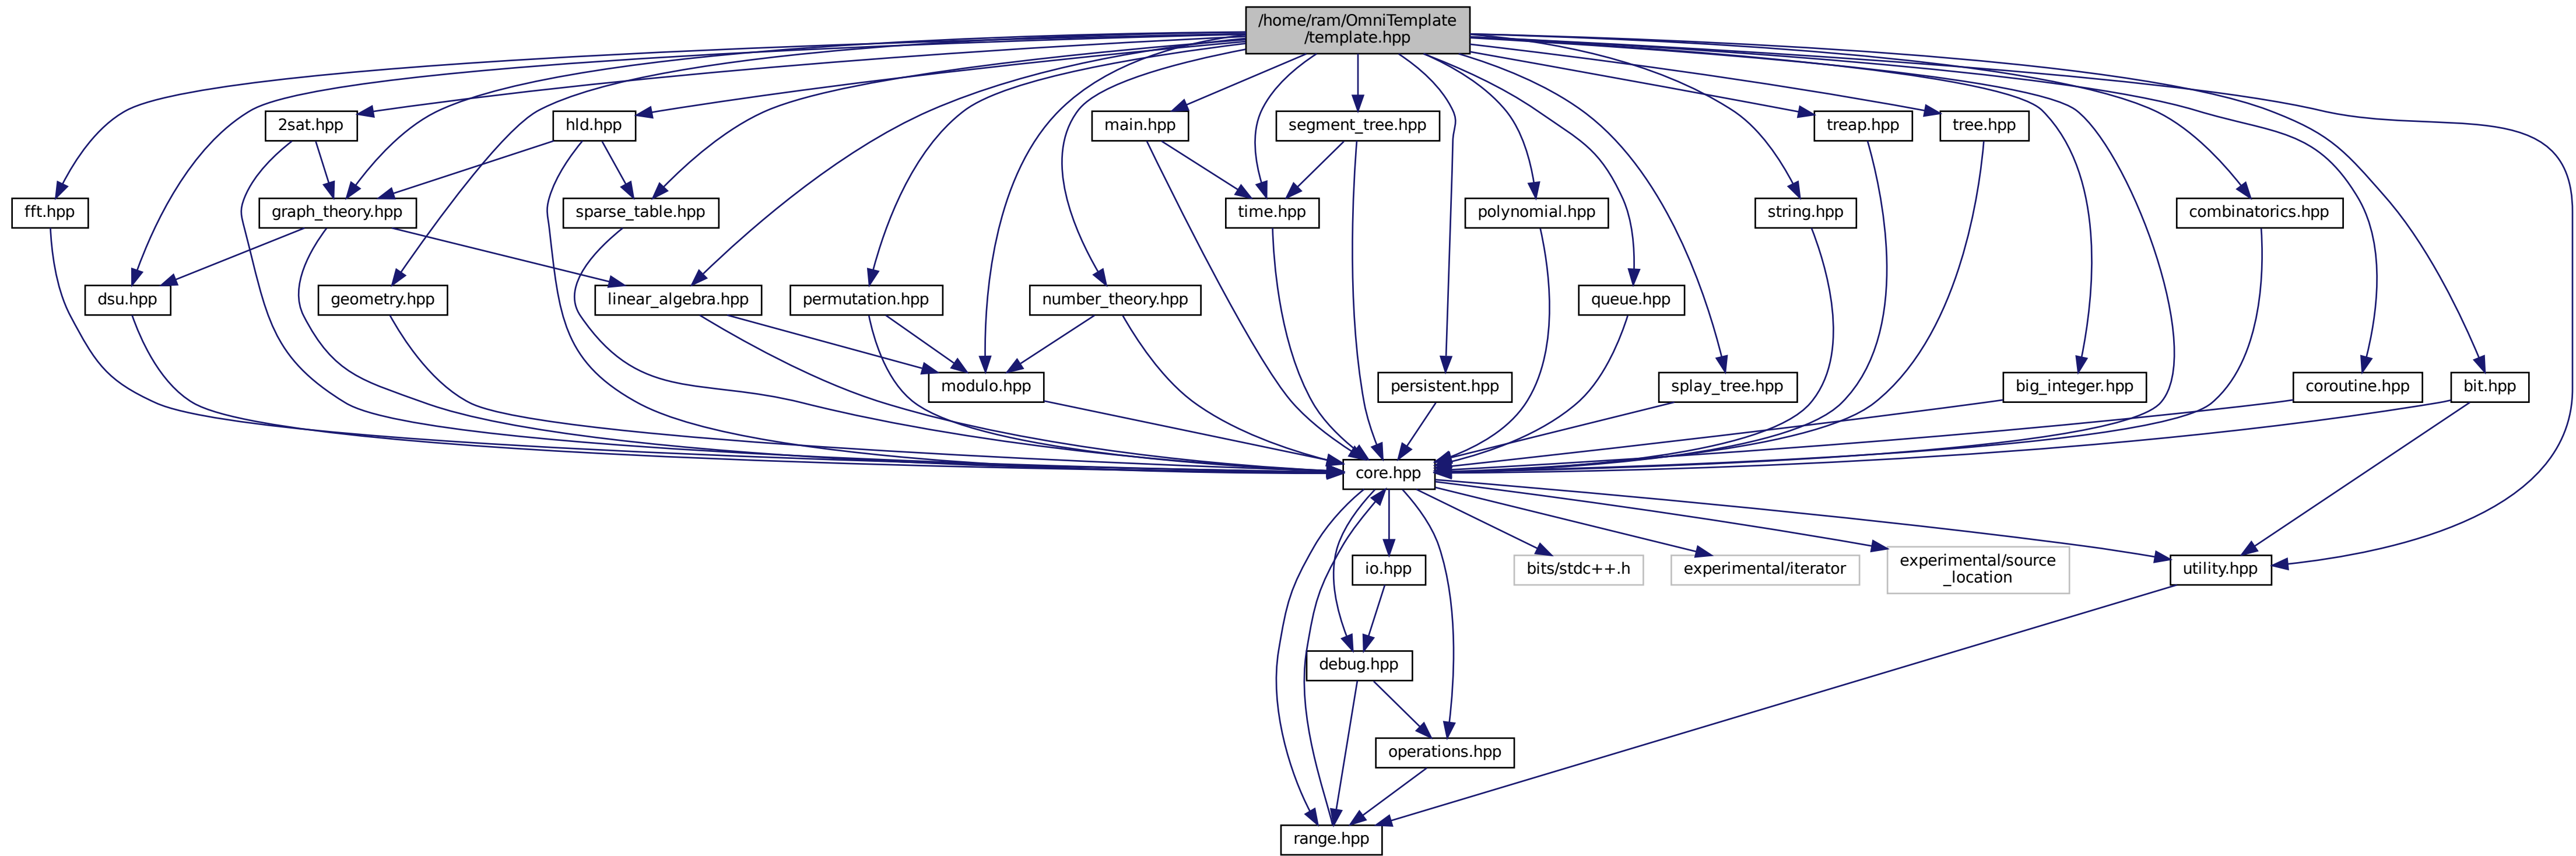 /home/ram/OmniTemplate
/template.hpp
2sat.hpp
hld.hpp
main.hpp
segment_tree.hpp
treap.hpp
tree.hpp
fft.hpp
graph_theory.hpp
sparse_table.hpp
time.hpp
polynomial.hpp
string.hpp
combinatorics.hpp
dsu.hpp
geometry.hpp
linear_algebra.hpp
permutation.hpp
number_theory.hpp
queue.hpp
modulo.hpp
persistent.hpp
splay_tree.hpp
big_integer.hpp
coroutine.hpp
bit.hpp
core.hpp
io.hpp
bits/stdc++.h
experimental/iterator
experimental/source
_location
utility.hpp
debug.hpp
operations.hpp
range.hpp